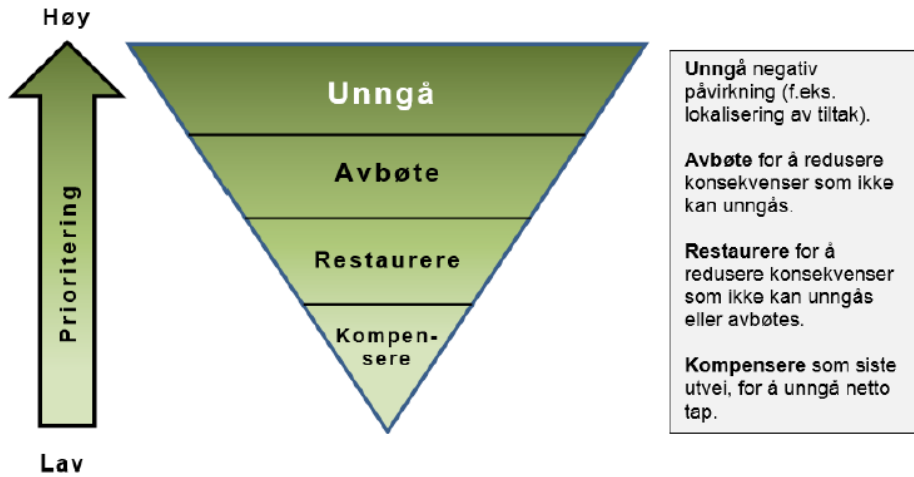 Høy
Prioritering
Lav
Unngå
Avbøte
Restaurere
Kompen-
sere
Unngå negativ
påvirkning (f.eks.
lokalisering av tiltak).
Avbøte for å redusere
konsekvenser som ikke
kan unngås.
Restaurere for å
redusere konsekvenser
som ikke kan unngås
eller avbøtes.
Kompensere som siste
utvei, for å unngå netto
tap.